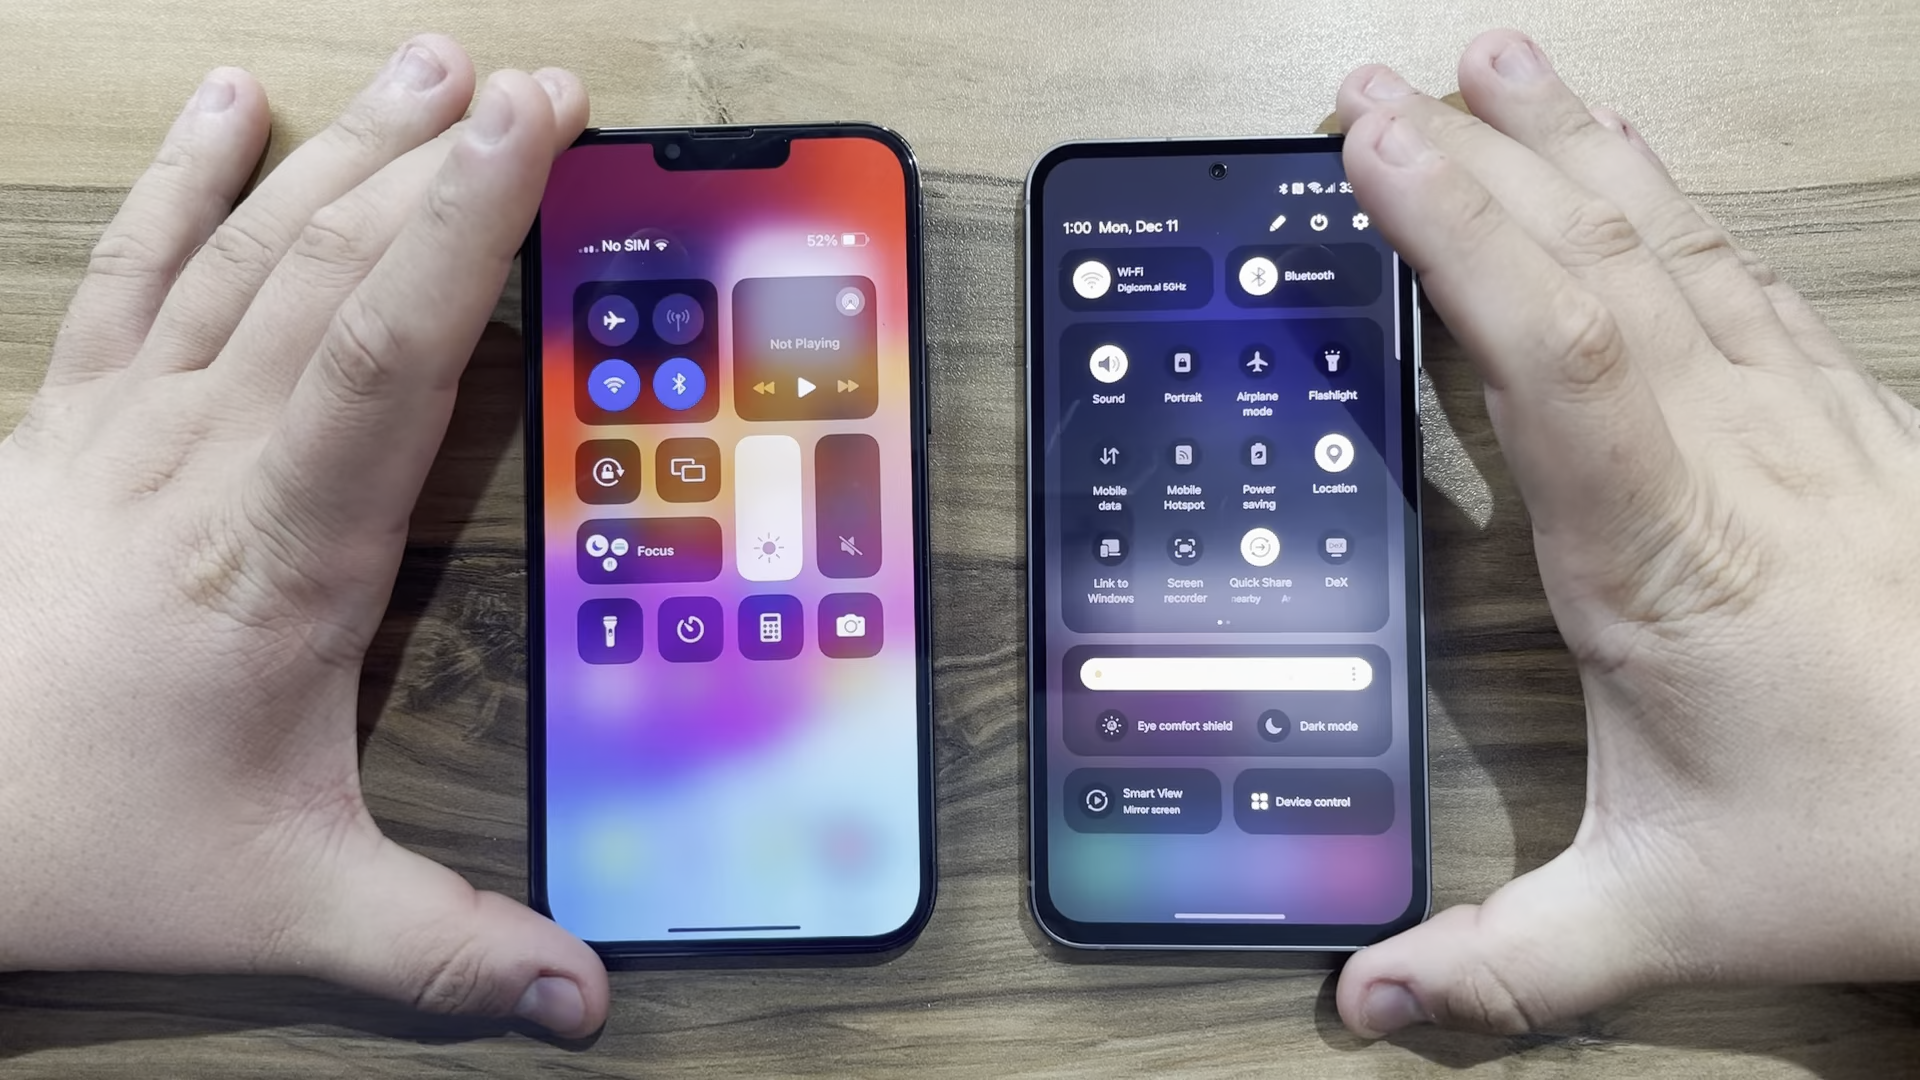 No SIM
52%
Not Playing
Focus
1:00 Mon, Dec 11
Wi-Fi
Digicom.al 5GHz
Bluetooth
Sound
Portrait
Airplane
mode
Flashlight
Mobile
data
Mobile
Hotspot
Power
saving
Location
Link to
Windows
Screen
recorder
Quick Share
nearby
DeX
DeX
Eye comfort shield
Dark mode
Smart View
Mirror screen
Device control